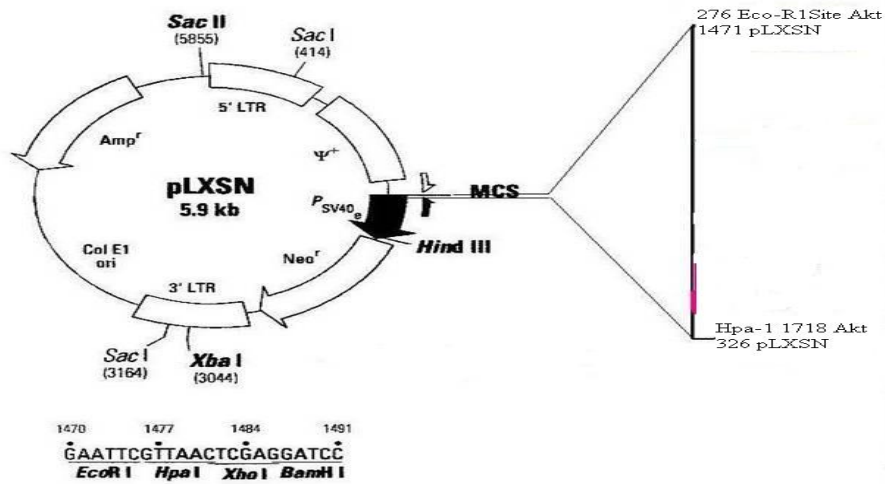 Sac II
(5855)
Sac I
(414)
5' LTR
Ampʳ
Ψ⁺
pLXSN
5.9 kb
P SV40 e
MCS
Hind III
Col E1
ori
Neoʳ
3' LTR
Sac I
(3164)
Xba I
(3044)
276 Eco-R1Site Akt
1471 pLXSN
Hpa-1 1718 Akt
326 pLXSN
1470 1477 1484 1491
GAATTCGTTAACTCGAGGATCC
EcoR I Hpa I Xho I BamH I